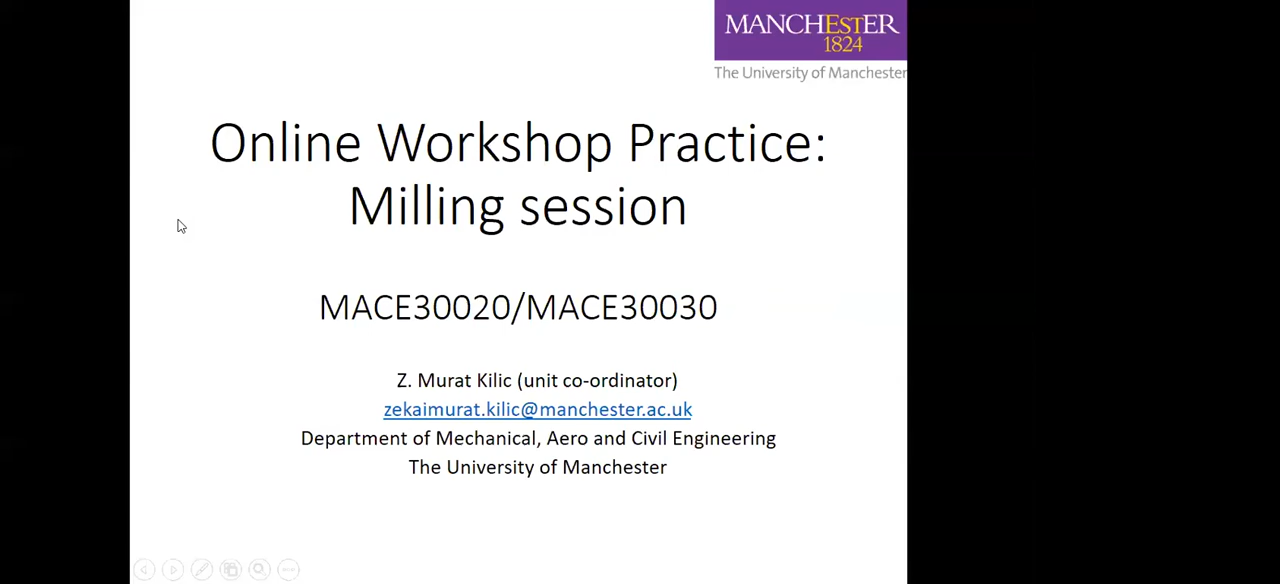 MANCHESTER
1824
The University of Manchester
Online Workshop Practice:
Milling session
MACE30020/MACE30030
Z. Murat Kilic (unit co-ordinator)
zekaimurat.kilic@manchester.ac.uk
Department of Mechanical, Aero and Civil Engineering
The University of Manchester